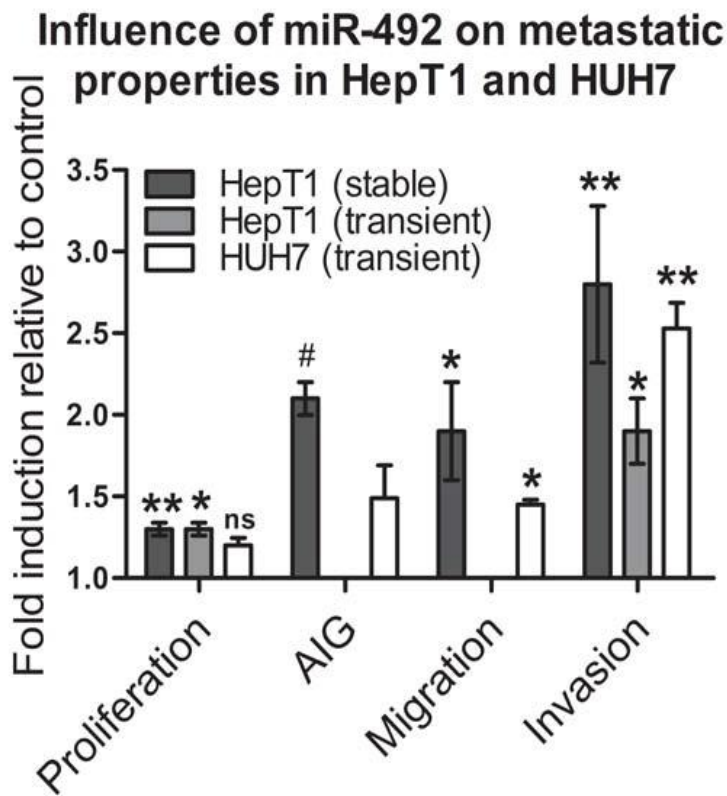 Influence of miR-492 on metastatic
properties in HepT1 and HUH7
Fold induction relative to control
3.5
3.0
2.5
2.0
1.5
1.0
HepT1 (stable)
HepT1 (transient)
HUH7 (transient)
** * ns
#
* *
** * **
Proliferation
AIG
Migration
Invasion